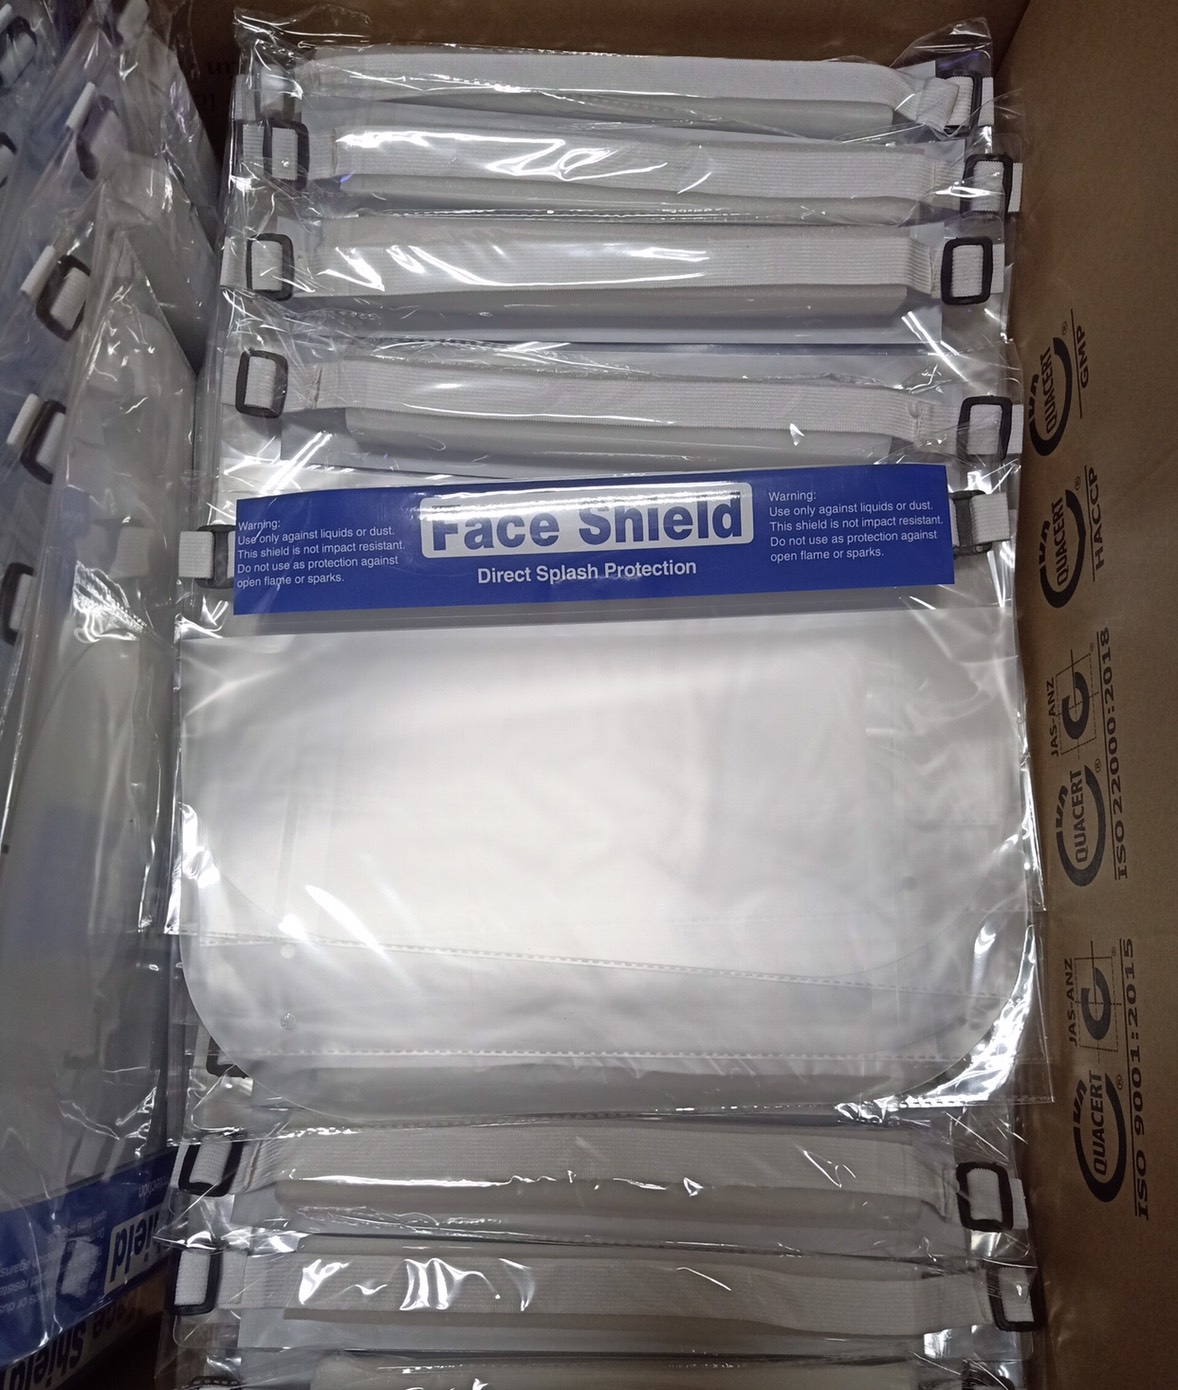 Face Shield
Direct Splash Protection
Warning:
Use only against liquids or dust.
This shield is not impact resistant.
Do not use as protection against
open flame or sparks.
Warning:
Use only against liquids or dust.
This shield is not impact resistant.
Do not use as protection against
open flame or sparks.
QUACERT®
GMP
QUACERT®
HACCP
JAS-ANZ
QUACERT®
ISO 22000:2018
JAS-ANZ
QUACERT®
ISO 9001:2015
Shield
Face Shield